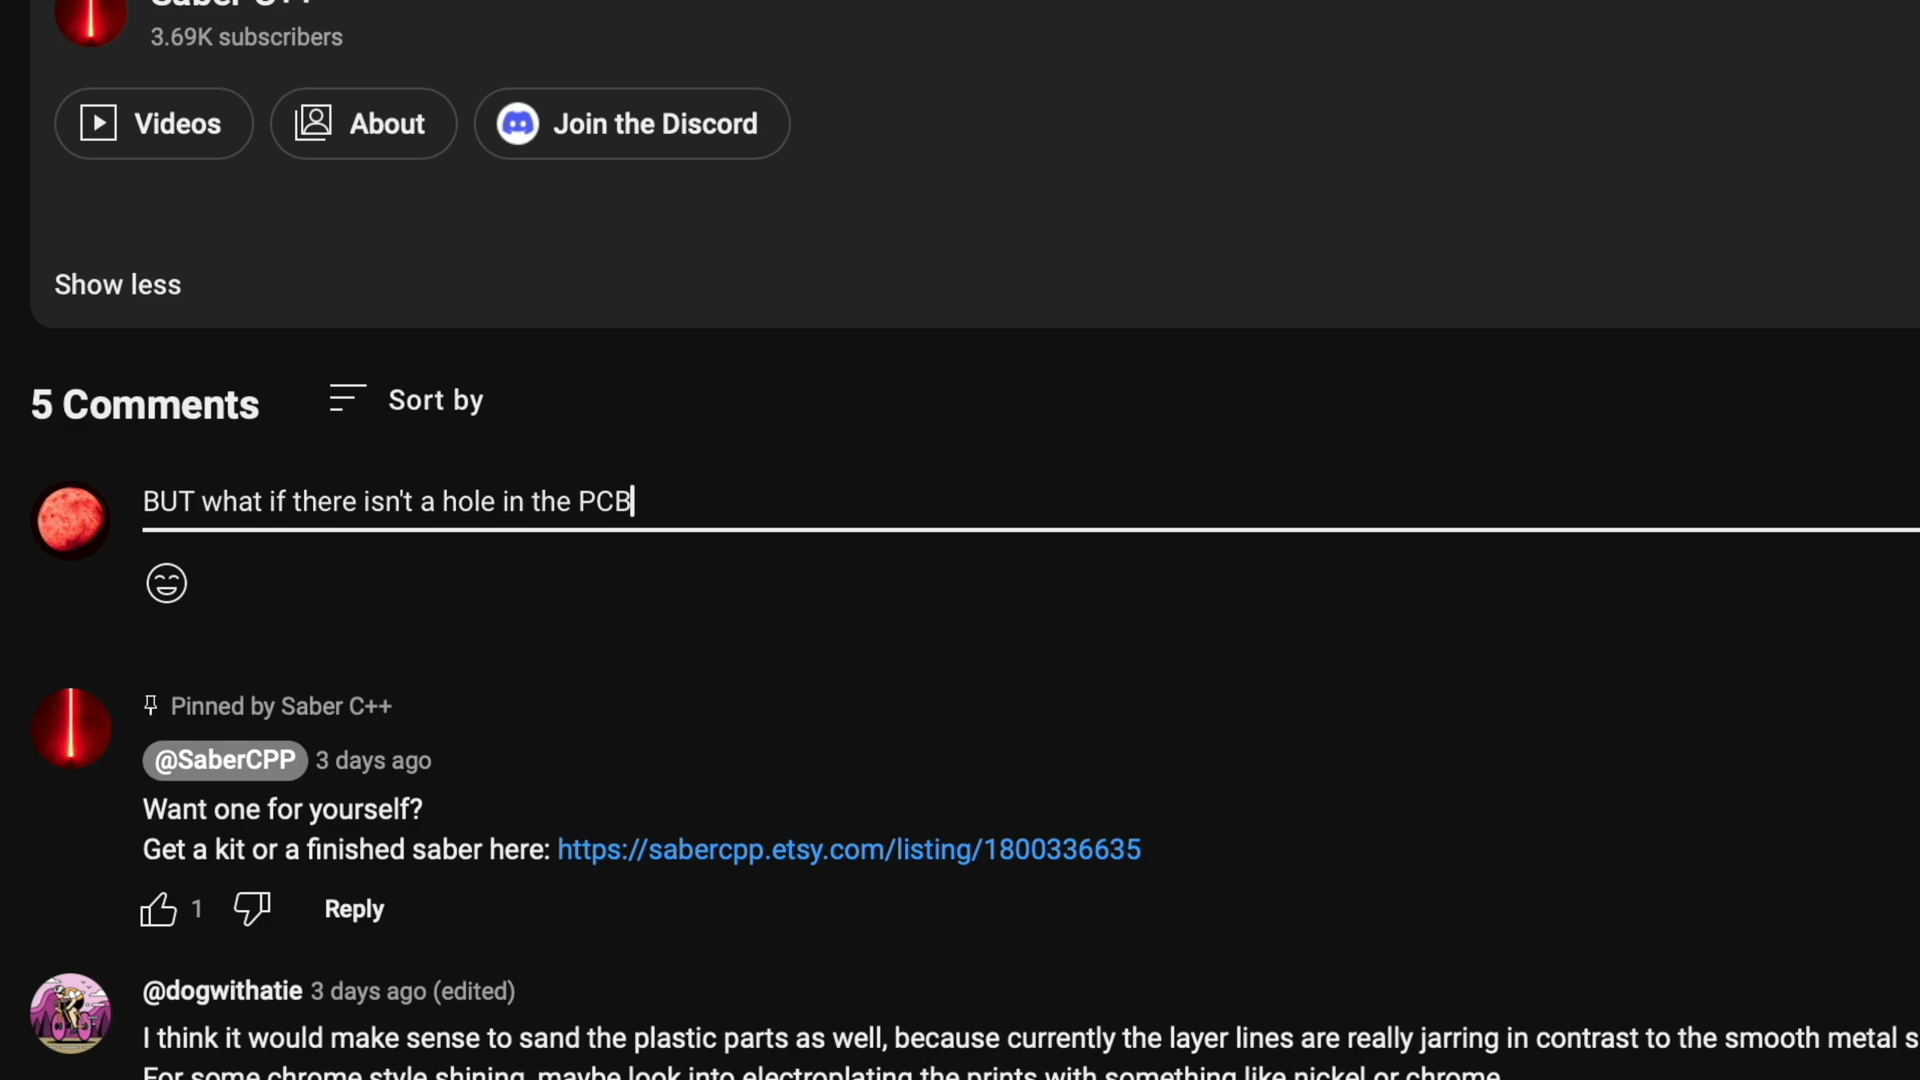 Saber C++
3.69K subscribers
Videos
About
Join the Discord
Show less
5 Comments
Sort by
BUT what if there isn't a hole in the PCB
Pinned by Saber C++
@SaberCPP 3 days ago
Want one for yourself?
Get a kit or a finished saber here: https://sabercpp.etsy.com/listing/1800336635
1
Reply
@dogwithatie 3 days ago (edited)
I think it would make sense to sand the plastic parts as well, because currently the layer lines are really jarring in contrast to the smooth metal s
For some chrome style shining, maybe look into electroplating the prints with something like nickel or chrome.